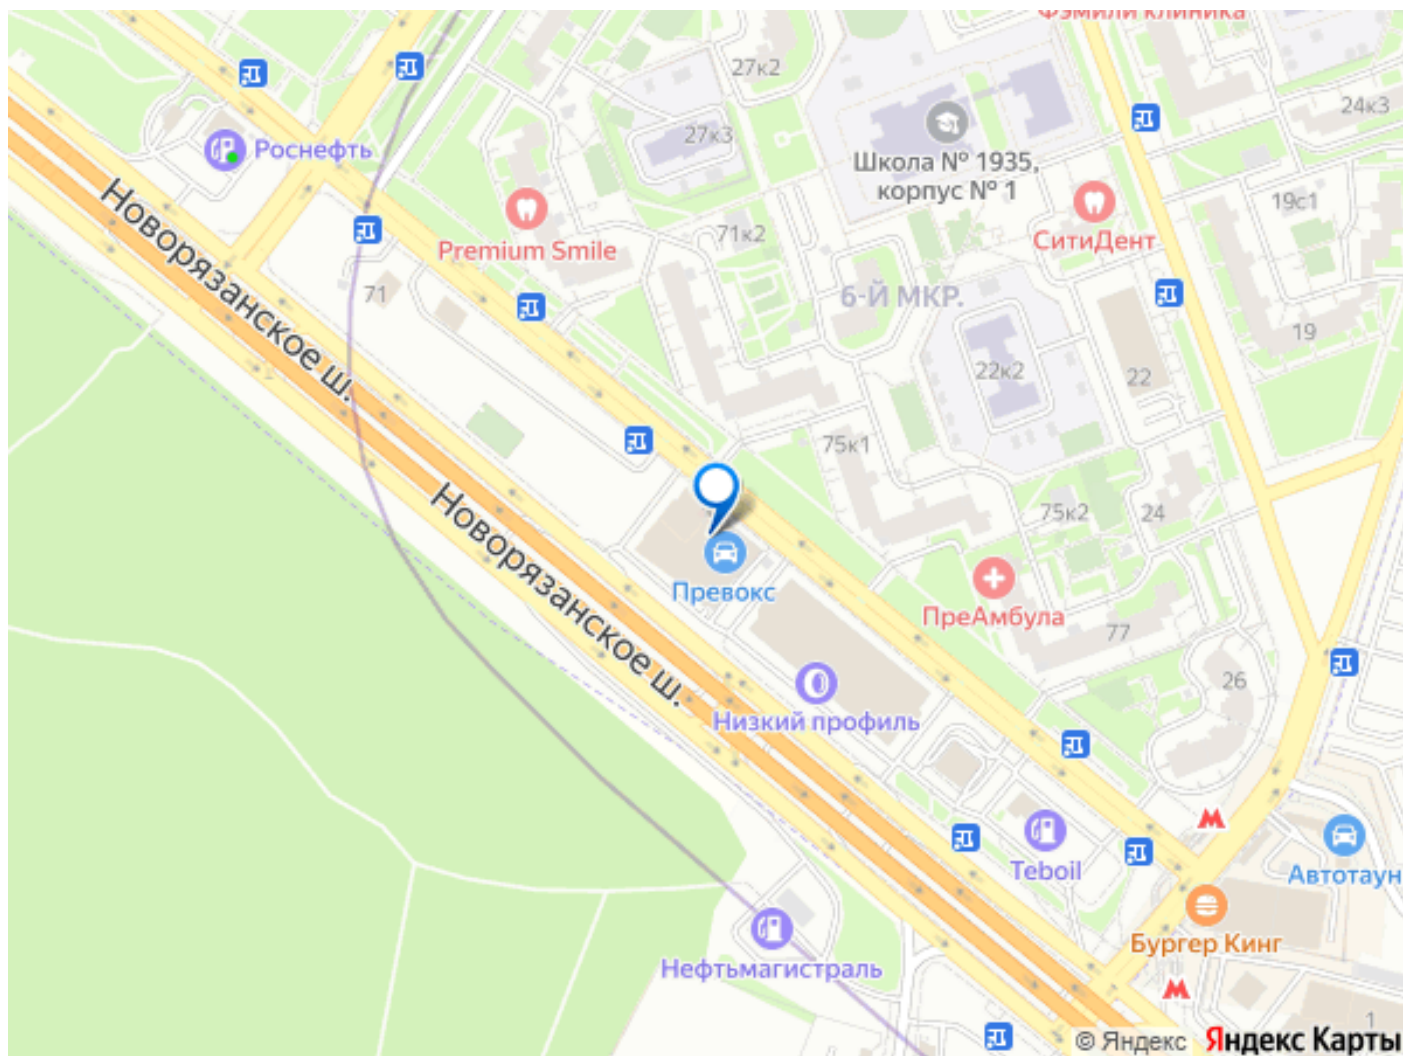 Фэмили клиника
27к2
24к3
27к3
Роснефть
Школа № 1935,
корпус № 1
19с1
Premium Smile
71к2
СитиДент
Новорязанское ш.
71
6-Й МКР.
19
22к2
22
75к1
75к2
24
Новорязанское ш.
Превокс
ПреАмбула
77
26
Низкий профиль
Teboil
Автотаун
Бургер Кинг
Нефтьмагистраль
1
© Яндекс Яндекс Карты